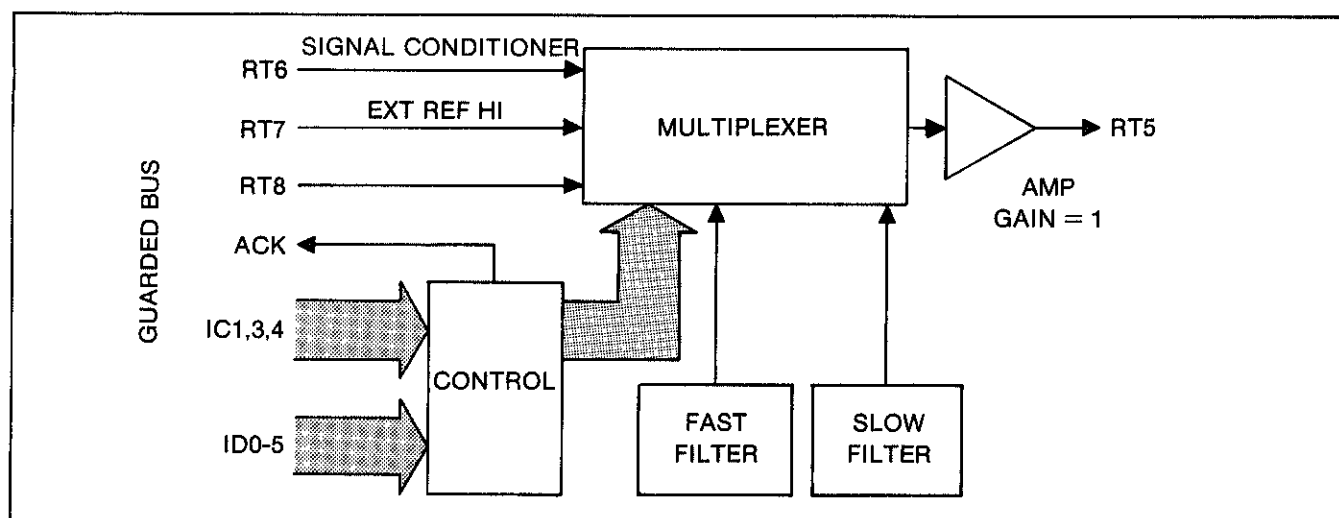 SIGNAL CONDITIONER
RT6
EXT REF HI
RT7
MULTIPLEXER
RT5
RT8
AMP
GAIN = 1
ACK
GUARDED BUS
IC1,3,4
CONTROL
ID0-5
FAST
FILTER
SLOW
FILTER